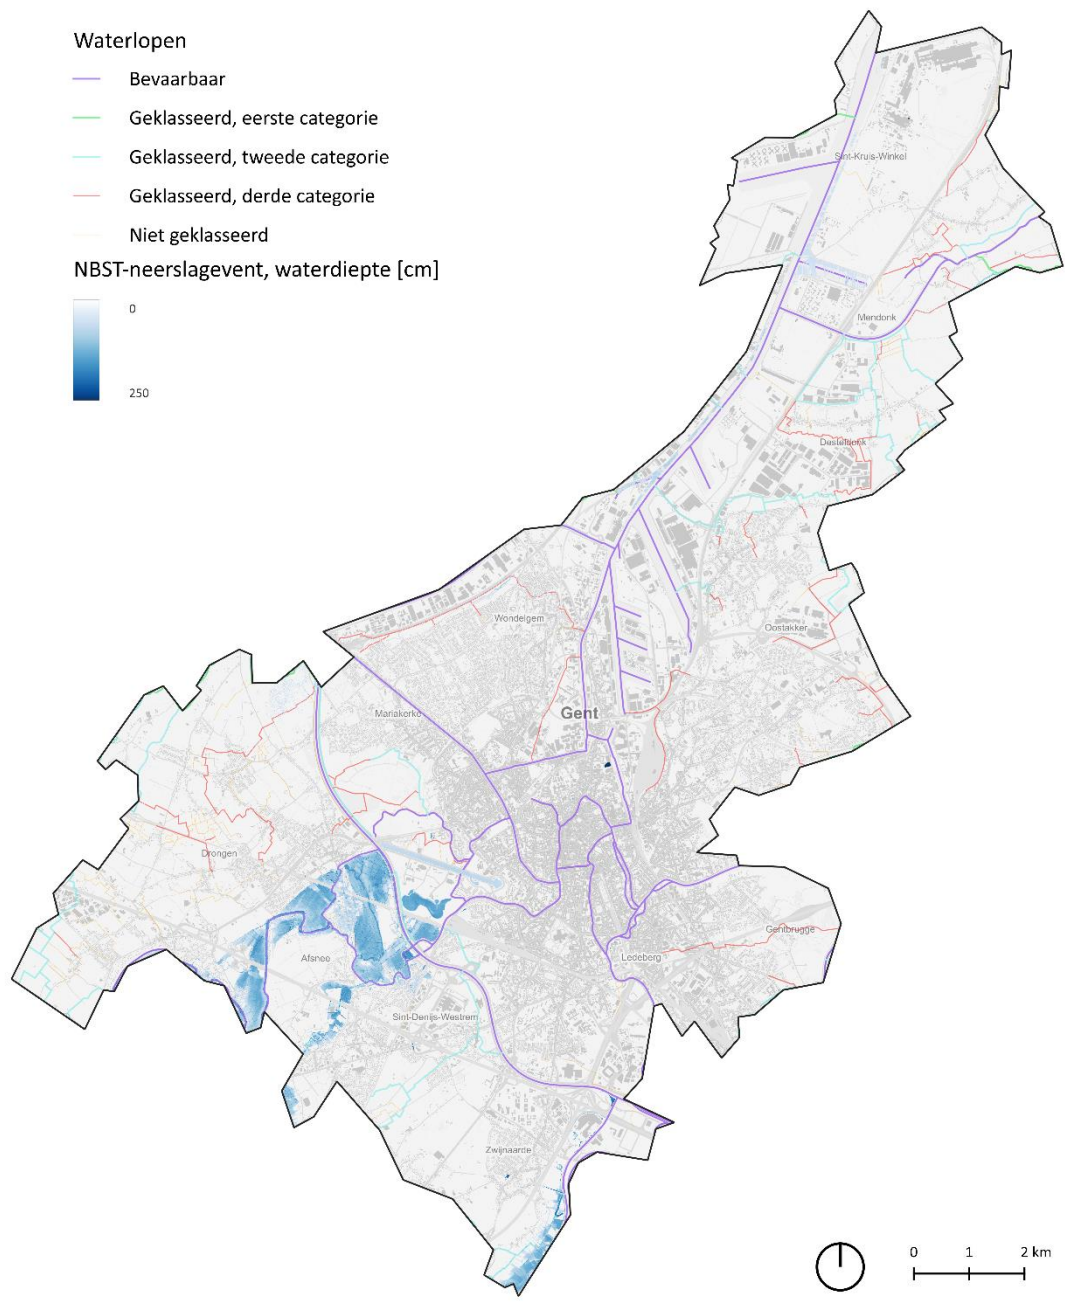 Waterlopen
Bevaarbaar
Geklasseerd, eerste categorie
Geklasseerd, tweede categorie
Geklasseerd, derde categorie
Niet geklasseerd
NBST-neerslagevent, waterdiepte [cm]
0
250
Sint-Kruis-Winkel
Mendonk
Desteldonk
Wondelgem
Oostakker
Mariakerke
Gent
Drongen
Gentbrugge
Afsnee
Ledeberg
Sint-Denijs-Westrem
Zwijnaarde
0 1 2 km